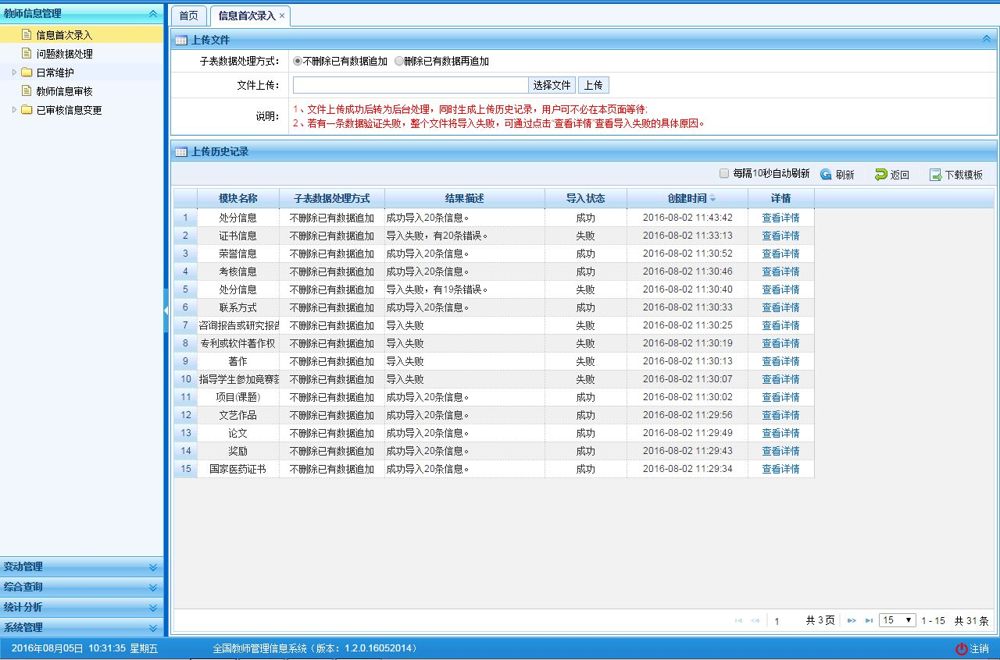 教师信息管理
信息首次录入
问题数据处理
日常维护
教师信息审核
已审核信息变更
变动管理
综合查询
统计分析
系统管理
首页 信息首次录入 ×
上传文件
子表数据处理方式: 不删除已有数据追加 删除已有数据再追加
文件上传: 选择文件 上传
说明: 1、文件上传成功后转为后台处理，同时生成上传历史记录，用户可不必在本页面等待;
2、若有一条数据验证失败，整个文件将导入失败，可通过点击"查看详情"查看导入失败的具体原因。
上传历史记录
每隔10秒自动刷新 刷新 返回 下载模板
模块名称 子表数据处理方式 结果描述 导入状态 创建时间 详情
1 处分信息 不删除已有数据追加 成功导入20条信息。 成功 2016-08-02 11:43:42 查看详情
2 证书信息 不删除已有数据追加 导入失败，有20条错误。 失败 2016-08-02 11:33:13 查看详情
3 荣誉信息 不删除已有数据追加 成功导入20条信息。 成功 2016-08-02 11:30:52 查看详情
4 考核信息 不删除已有数据追加 成功导入20条信息。 成功 2016-08-02 11:30:46 查看详情
5 处分信息 不删除已有数据追加 导入失败，有19条错误。 失败 2016-08-02 11:30:40 查看详情
6 联系方式 不删除已有数据追加 成功导入20条信息。 成功 2016-08-02 11:30:33 查看详情
7 咨询报告或研究报告 不删除已有数据追加 导入失败 失败 2016-08-02 11:30:25 查看详情
8 专利或软件著作权 不删除已有数据追加 导入失败 失败 2016-08-02 11:30:19 查看详情
9 著作 不删除已有数据追加 导入失败 失败 2016-08-02 11:30:13 查看详情
10 指导学生参加竞赛获 不删除已有数据追加 导入失败 失败 2016-08-02 11:30:07 查看详情
11 项目(课题) 不删除已有数据追加 成功导入20条信息。 成功 2016-08-02 11:30:02 查看详情
12 文艺作品 不删除已有数据追加 成功导入20条信息。 成功 2016-08-02 11:29:56 查看详情
13 论文 不删除已有数据追加 成功导入20条信息。 成功 2016-08-02 11:29:49 查看详情
14 奖励 不删除已有数据追加 成功导入20条信息。 成功 2016-08-02 11:29:43 查看详情
15 国家医药证书 不删除已有数据追加 成功导入20条信息。 成功 2016-08-02 11:29:34 查看详情
1 共 3 页 15 1 - 15 共 31 条
2016年08月05日 10:31:35 星期五 全国教师管理信息系统（版本：1.2.0.16052014） 注销